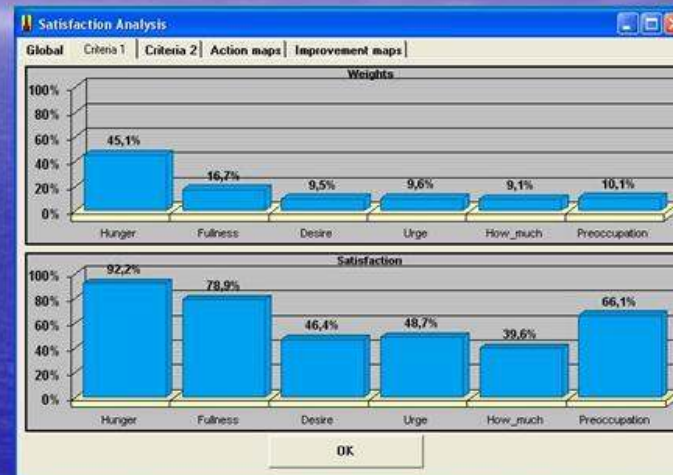 Satisfaction Analysis
Global Criteria 1 Criteria 2 Action maps Improvement maps
Weights
100%
80%
60%
40%
20%
0%
45,1% 16,7% 9,5% 9,6% 9,1% 10,1%
Hunger Fullness Desire Urge How_much Preoccupation
Satisfaction
100%
80%
60%
40%
20%
0%
92,2% 78,9% 46,4% 48,7% 39,6% 66,1%
Hunger Fullness Desire Urge How_much Preoccupation
OK